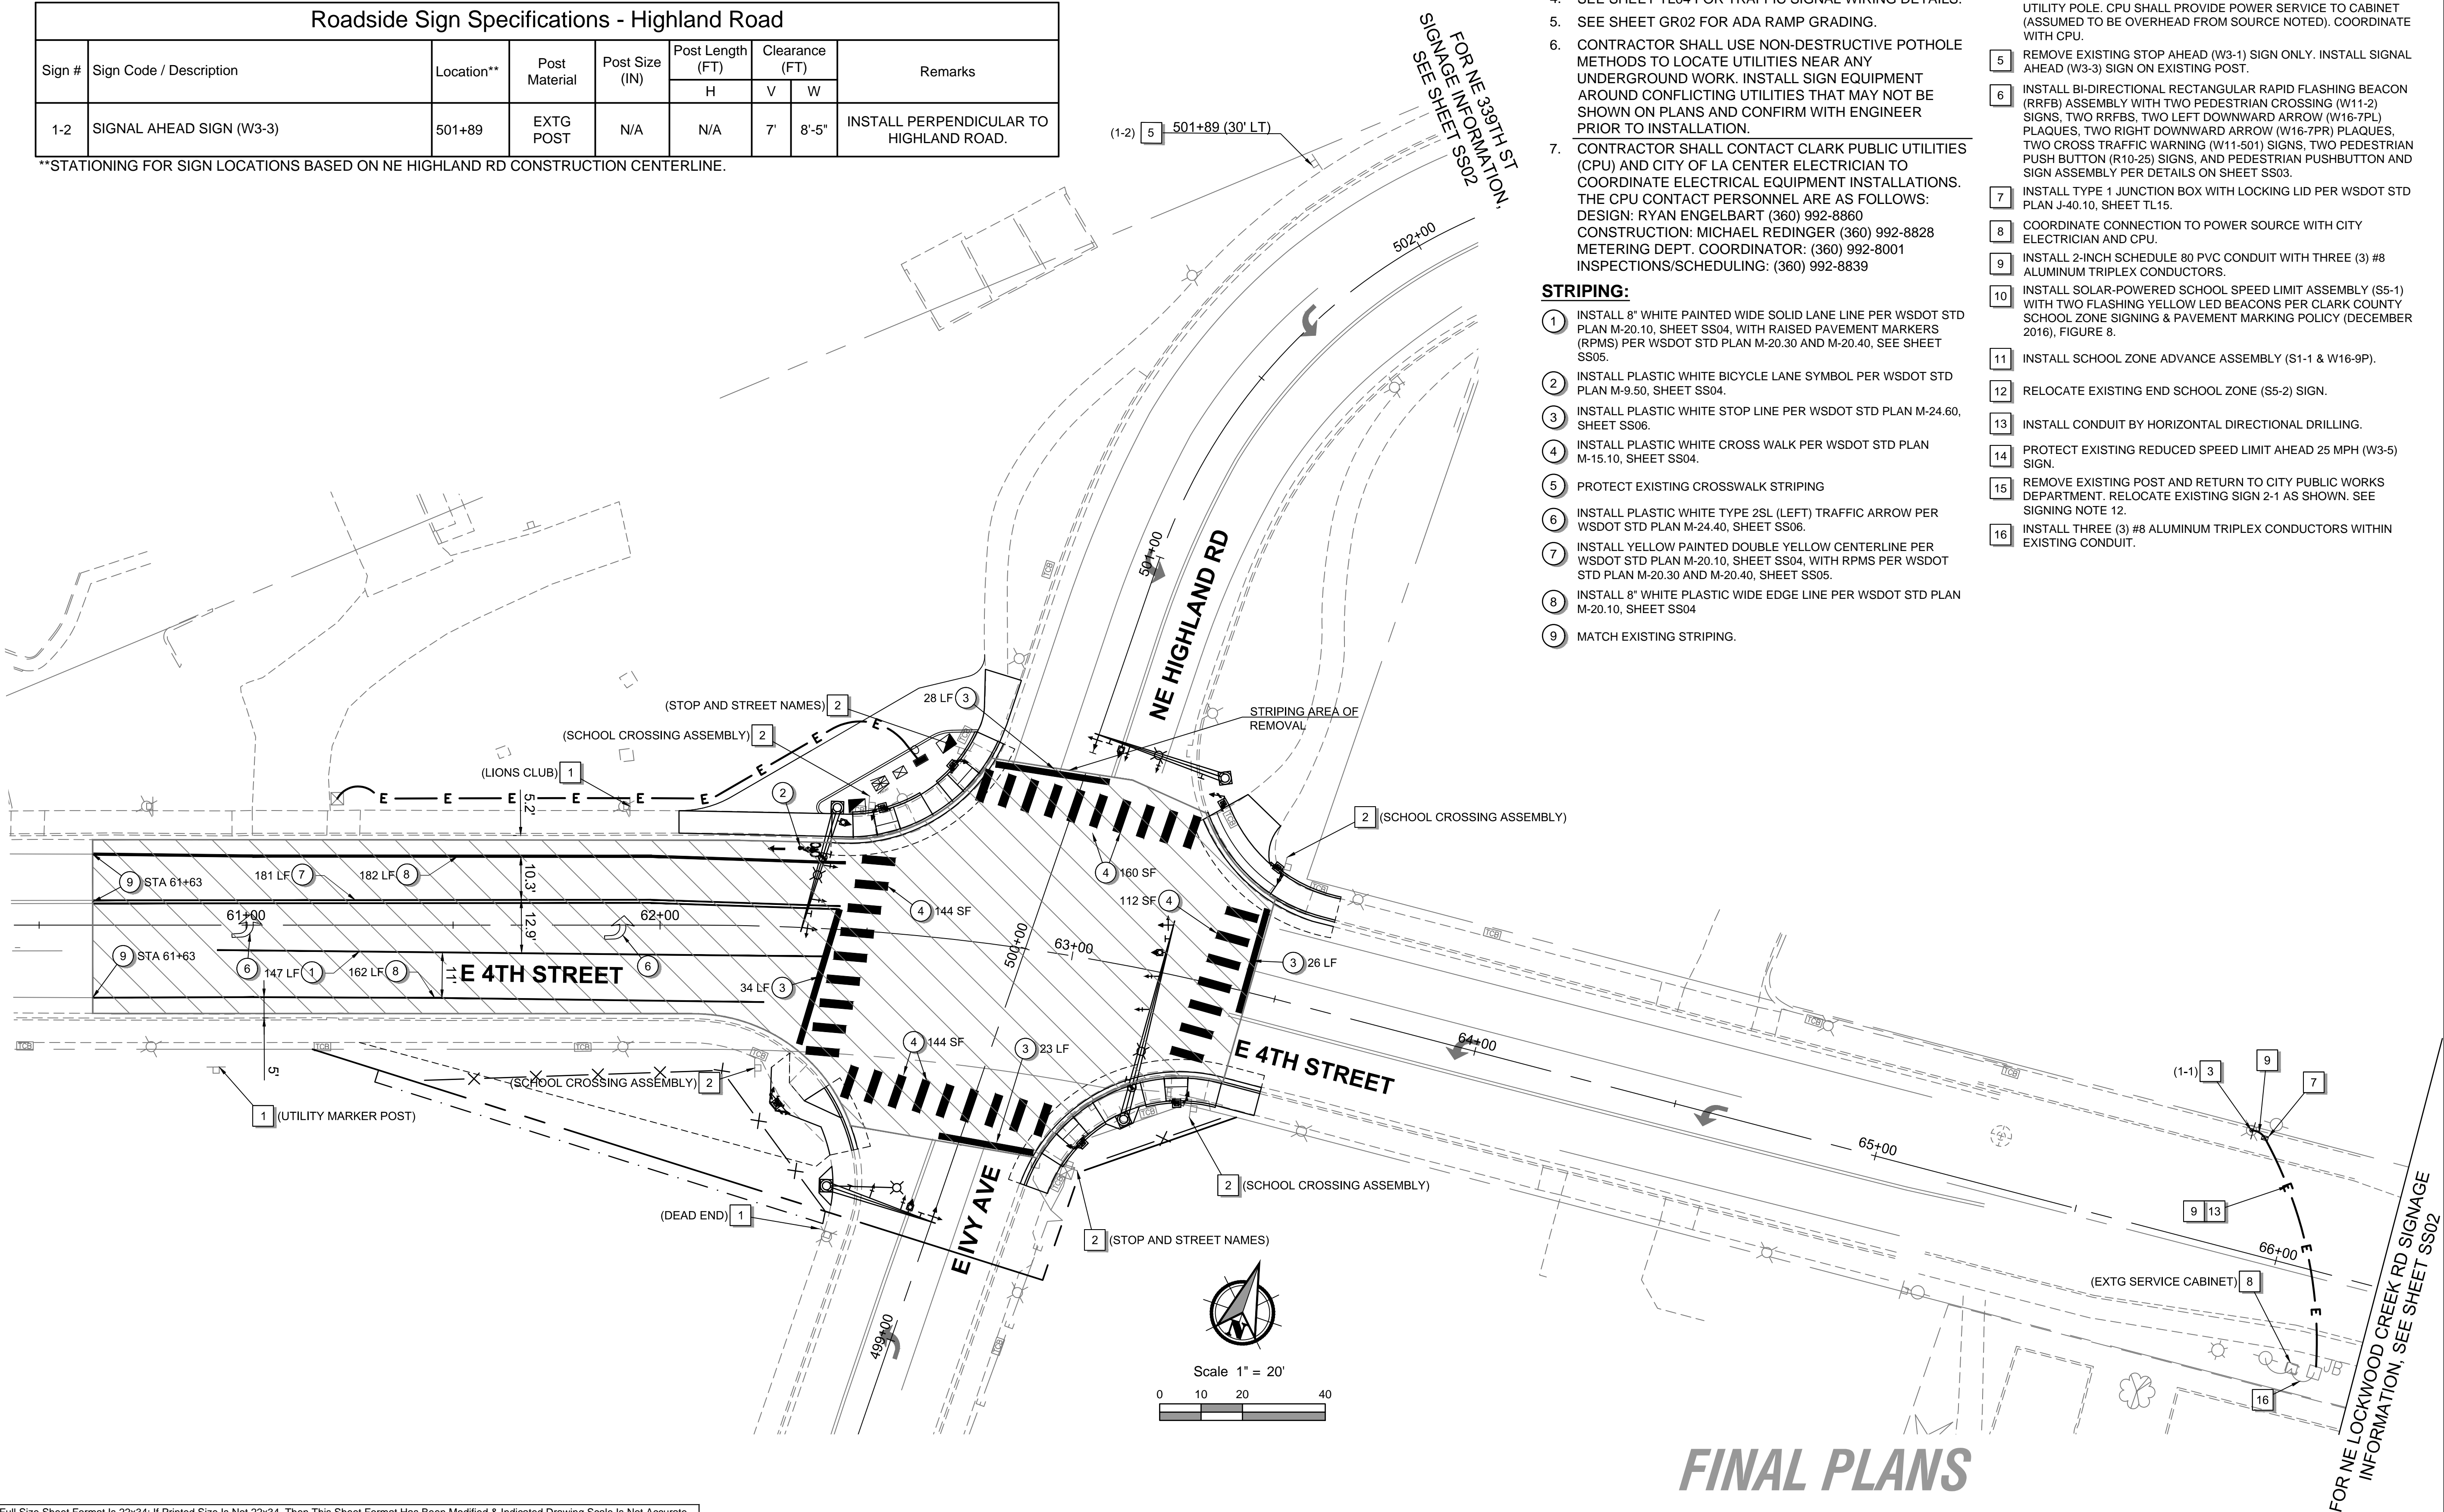 Roadside Sign Specifications - Highland Road
Sign #
Sign Code / Description
Location**
Post Material
Post Size (IN)
Post Length (FT)
H
Clearance (FT)
V
W
Remarks
1-2
SIGNAL AHEAD SIGN (W3-3)
501+89
EXTG POST
N/A
N/A
7'
8'-5"
INSTALL PERPENDICULAR TO
HIGHLAND ROAD.
**STATIONING FOR SIGN LOCATIONS BASED ON NE HIGHLAND RD CONSTRUCTION CENTERLINE.
FOR NE 339TH ST
SIGNAGE INFORMATION,
SEE SHEET SS02
(1-2) 5 501+89 (30' LT)
4. SEE SHEET TL04 FOR TRAFFIC SIGNAL WIRING DETAILS.
5. SEE SHEET GR02 FOR ADA RAMP GRADING.
6. CONTRACTOR SHALL USE NON-DESTRUCTIVE POTHOLE
METHODS TO LOCATE UTILITIES NEAR ANY
UNDERGROUND WORK. INSTALL SIGN EQUIPMENT
AROUND CONFLICTING UTILITIES THAT MAY NOT BE
SHOWN ON PLANS AND CONFIRM WITH ENGINEER
PRIOR TO INSTALLATION.
7. CONTRACTOR SHALL CONTACT CLARK PUBLIC UTILITIES
(CPU) AND CITY OF LA CENTER ELECTRICIAN TO
COORDINATE ELECTRICAL EQUIPMENT INSTALLATIONS.
THE CPU CONTACT PERSONNEL ARE AS FOLLOWS:
DESIGN: RYAN ENGELBART (360) 992-8860
CONSTRUCTION: MICHAEL REDINGER (360) 992-8828
METERING DEPT. COORDINATOR: (360) 992-8001
INSPECTIONS/SCHEDULING: (360) 992-8839
STRIPING:
1 INSTALL 8" WHITE PAINTED WIDE SOLID LANE LINE PER WSDOT STD
PLAN M-20.10, SHEET SS04, WITH RAISED PAVEMENT MARKERS
(RPMS) PER WSDOT STD PLAN M-20.30 AND M-20.40, SEE SHEET
SS05.
2 INSTALL PLASTIC WHITE BICYCLE LANE SYMBOL PER WSDOT STD
PLAN M-9.50, SHEET SS04.
3 INSTALL PLASTIC WHITE STOP LINE PER WSDOT STD PLAN M-24.60,
SHEET SS06.
4 INSTALL PLASTIC WHITE CROSS WALK PER WSDOT STD PLAN
M-15.10, SHEET SS04.
5 PROTECT EXISTING CROSSWALK STRIPING
6 INSTALL PLASTIC WHITE TYPE 2SL (LEFT) TRAFFIC ARROW PER
WSDOT STD PLAN M-24.40, SHEET SS06.
7 INSTALL YELLOW PAINTED DOUBLE YELLOW CENTERLINE PER
WSDOT STD PLAN M-20.10, SHEET SS04, WITH RPMS PER WSDOT
STD PLAN M-20.30 AND M-20.40, SHEET SS05.
8 INSTALL 8" WHITE PLASTIC WIDE EDGE LINE PER WSDOT STD PLAN
M-20.10, SHEET SS04
9 MATCH EXISTING STRIPING.
UTILITY POLE. CPU SHALL PROVIDE POWER SERVICE TO CABINET
(ASSUMED TO BE OVERHEAD FROM SOURCE NOTED). COORDINATE
WITH CPU.
5 REMOVE EXISTING STOP AHEAD (W3-1) SIGN ONLY. INSTALL SIGNAL
AHEAD (W3-3) SIGN ON EXISTING POST.
6 INSTALL BI-DIRECTIONAL RECTANGULAR RAPID FLASHING BEACON
(RRFB) ASSEMBLY WITH TWO PEDESTRIAN CROSSING (W11-2)
SIGNS, TWO RRFBS, TWO LEFT DOWNWARD ARROW (W16-7PL)
PLAQUES, TWO RIGHT DOWNWARD ARROW (W16-7PR) PLAQUES,
TWO CROSS TRAFFIC WARNING (W11-501) SIGNS, TWO PEDESTRIAN
PUSH BUTTON (R10-25) SIGNS, AND PEDESTRIAN PUSHBUTTON AND
SIGN ASSEMBLY PER DETAILS ON SHEET SS03.
7 INSTALL TYPE 1 JUNCTION BOX WITH LOCKING LID PER WSDOT STD
PLAN J-40.10, SHEET TL15.
8 COORDINATE CONNECTION TO POWER SOURCE WITH CITY
ELECTRICIAN AND CPU.
9 INSTALL 2-INCH SCHEDULE 80 PVC CONDUIT WITH THREE (3) #8
ALUMINUM TRIPLEX CONDUCTORS.
10 INSTALL SOLAR-POWERED SCHOOL SPEED LIMIT ASSEMBLY (S5-1)
WITH TWO FLASHING YELLOW LED BEACONS PER CLARK COUNTY
SCHOOL ZONE SIGNING & PAVEMENT MARKING POLICY (DECEMBER
2016), FIGURE 8.
11 INSTALL SCHOOL ZONE ADVANCE ASSEMBLY (S1-1 & W16-9P).
12 RELOCATE EXISTING END SCHOOL ZONE (S5-2) SIGN.
13 INSTALL CONDUIT BY HORIZONTAL DIRECTIONAL DRILLING.
14 PROTECT EXISTING REDUCED SPEED LIMIT AHEAD 25 MPH (W3-5)
SIGN.
15 REMOVE EXISTING POST AND RETURN TO CITY PUBLIC WORKS
DEPARTMENT. RELOCATE EXISTING SIGN 2-1 AS SHOWN. SEE
SIGNING NOTE 12.
16 INSTALL THREE (3) #8 ALUMINUM TRIPLEX CONDUCTORS WITHIN
EXISTING CONDUIT.
502+00
501+00
NE HIGHLAND RD
(STOP AND STREET NAMES) 2
28 LF 3
STRIPING AREA OF
REMOVAL
(SCHOOL CROSSING ASSEMBLY) 2
(LIONS CLUB) 1
5.2'
2
2 (SCHOOL CROSSING ASSEMBLY)
9 STA 61+63
181 LF 7
182 LF 8
10.3'
4 160 SF
112 SF 4
4 144 SF
61+00
62+00
12.9'
500+00
63+00
9 STA 61+63
6
147 LF 1
162 LF 8
11'
E 4TH STREET
6
34 LF 3
3 26 LF
4 144 SF
3 23 LF
E 4TH STREET
64+00
5'
(SCHOOL CROSSING ASSEMBLY) 2
1 (UTILITY MARKER POST)
(1-1) 3
9
7
65+00
2 (SCHOOL CROSSING ASSEMBLY)
(DEAD END) 1
E IVY AVE
2 (STOP AND STREET NAMES)
9 13
66+00
(EXTG SERVICE CABINET) 8
JB
16
499+00
N
Scale 1" = 20'
0 10 20 40
FOR NE LOCKWOOD CREEK RD SIGNAGE
INFORMATION, SEE SHEET SS02
FINAL PLANS
Full Size Sheet Format Is 22x34; If Printed Size Is Not 22x34, Then This Sheet Format Has Been Modified & Indicated Drawing Scale Is Not Accurate.